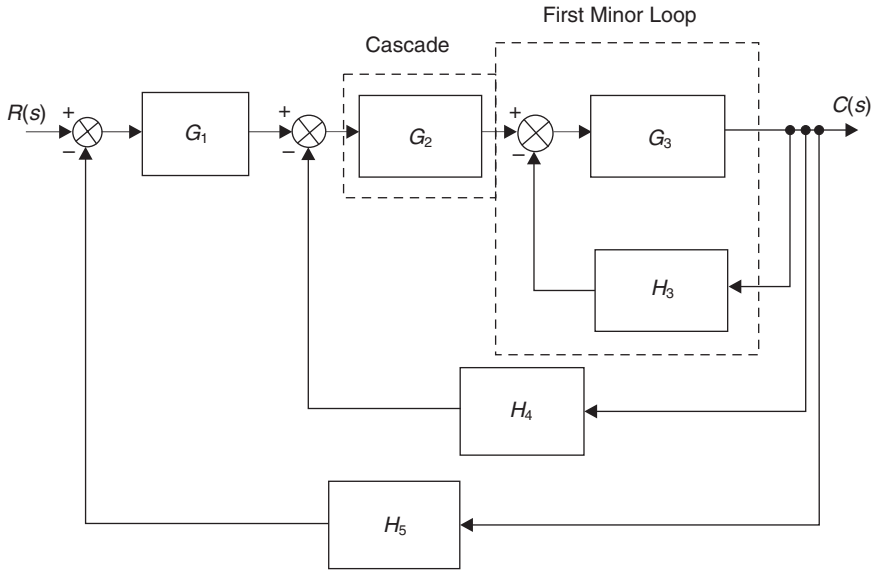 First Minor Loop
Cascade
R(s)
+
−
G₁
+
−
G₂
+
−
G₃
C(s)
H₃
H₄
H₅